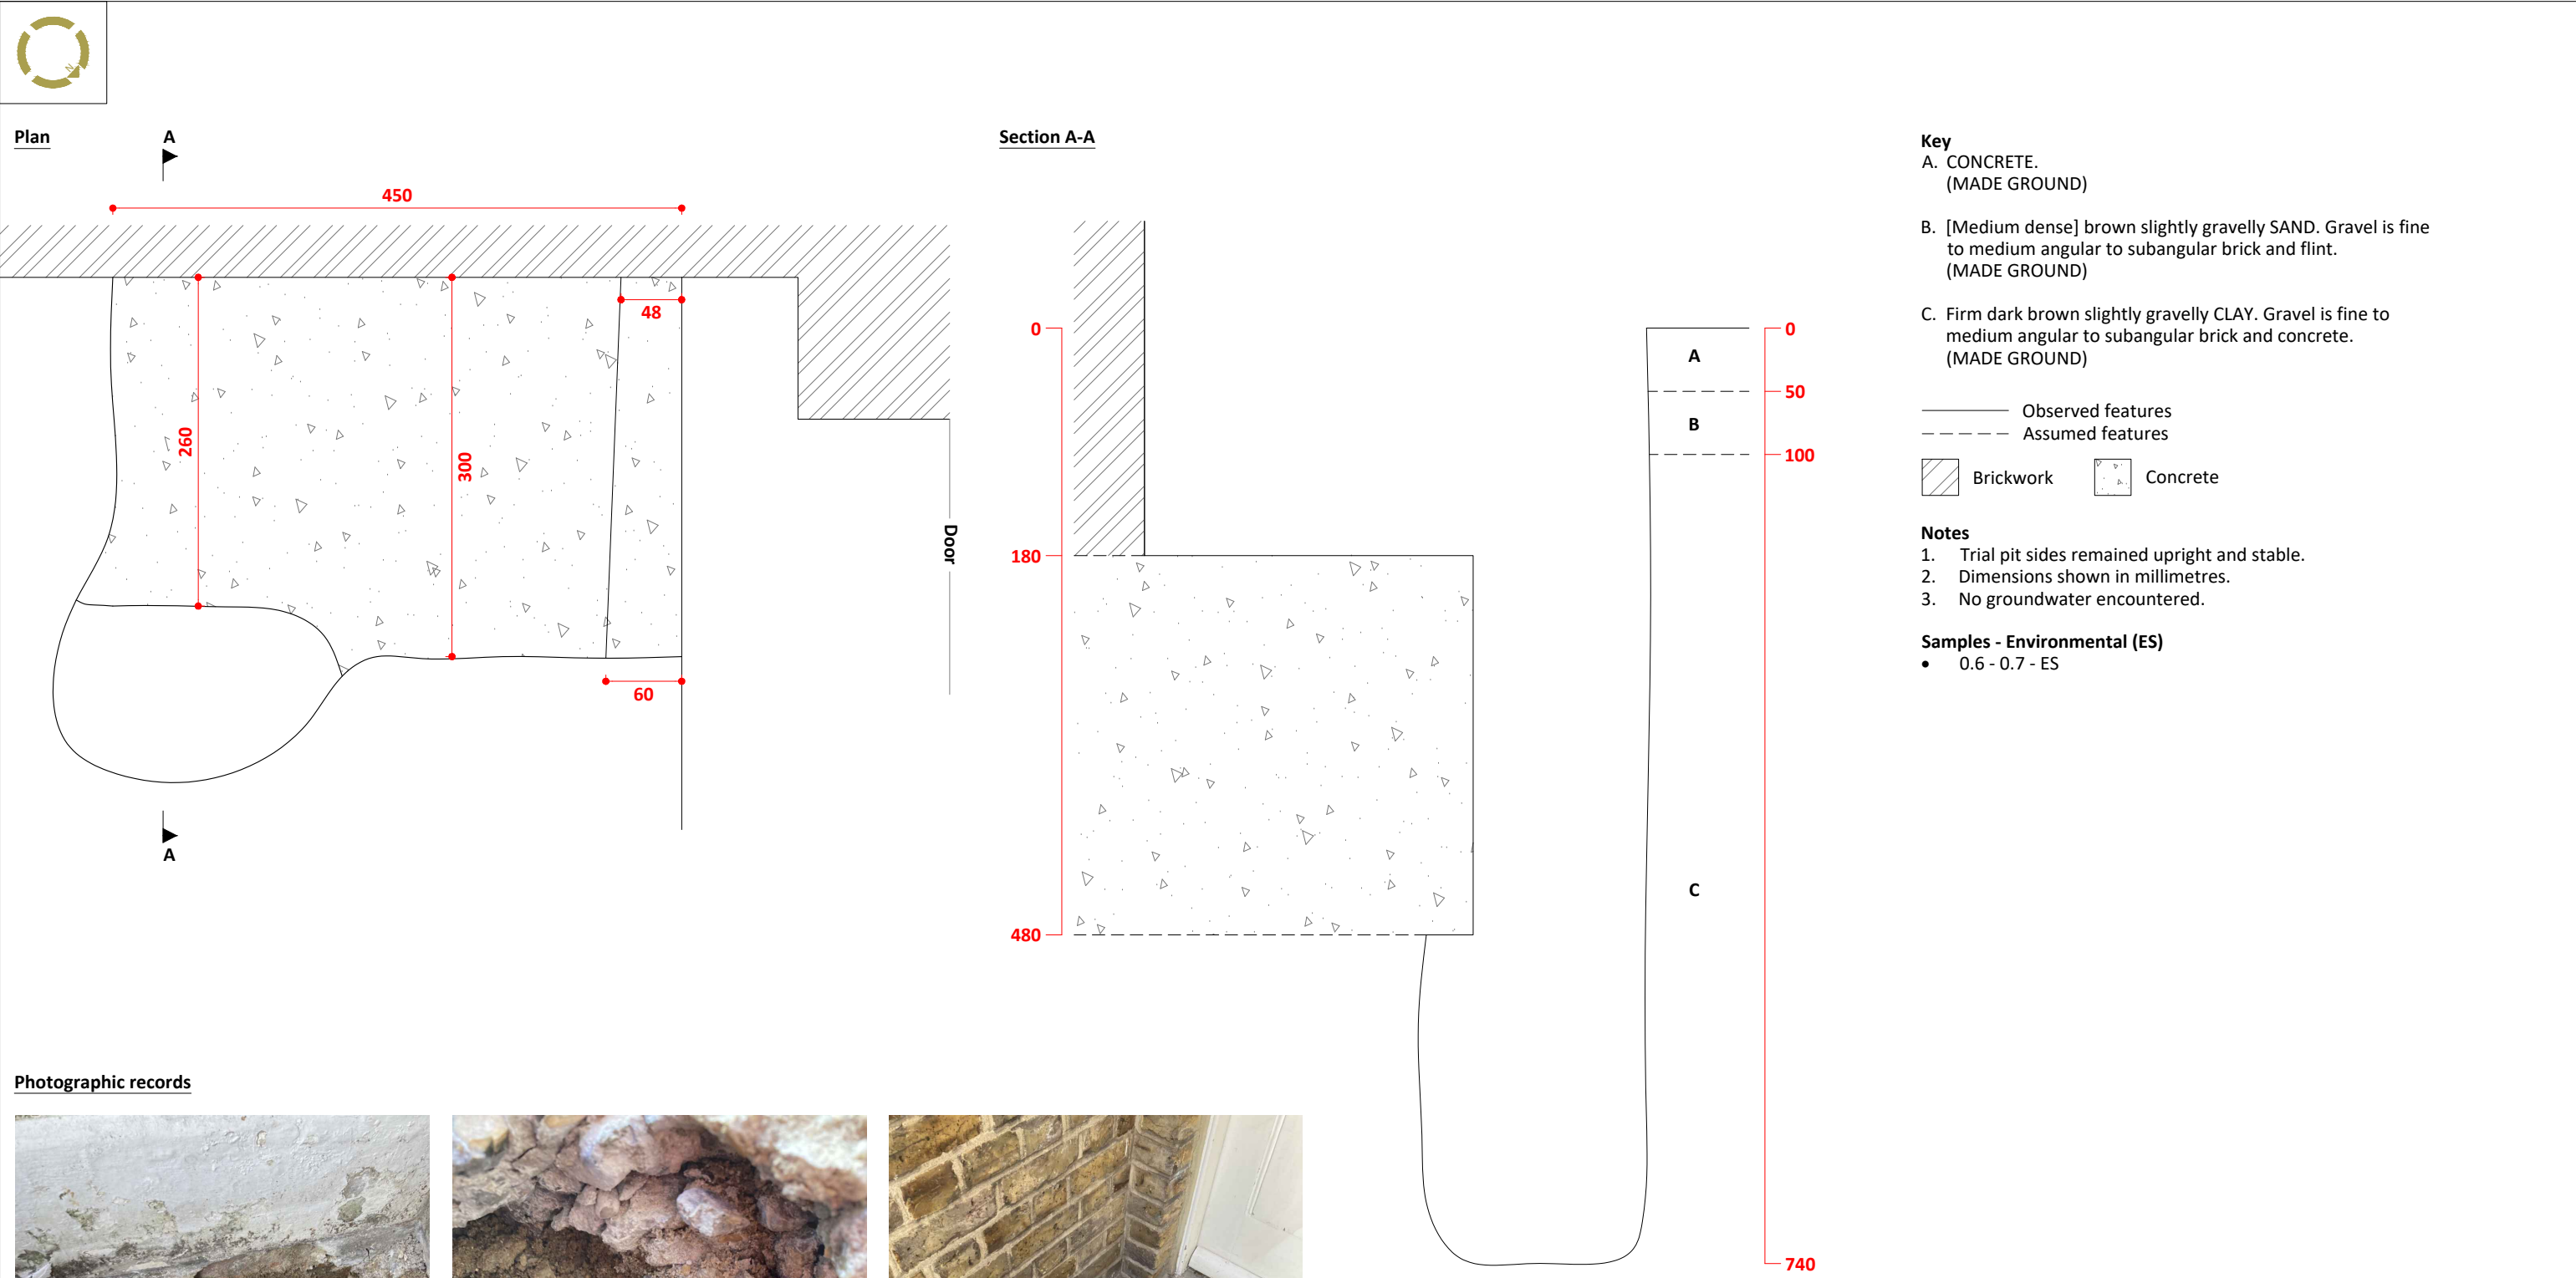 N
Plan
A
450
48
260
300
60
Door
A
Section A-A
0
180
480
0
A
50
B
100
C
740
Key
A. CONCRETE.
(MADE GROUND)
B. [Medium dense] brown slightly gravelly SAND. Gravel is fine
to medium angular to subangular brick and flint.
(MADE GROUND)
C. Firm dark brown slightly gravelly CLAY. Gravel is fine to
medium angular to subangular brick and concrete.
(MADE GROUND)
Observed features
Assumed features
Brickwork
Concrete
Notes
1. Trial pit sides remained upright and stable.
2. Dimensions shown in millimetres.
3. No groundwater encountered.
Samples - Environmental (ES)
• 0.6 - 0.7 - ES
Photographic records